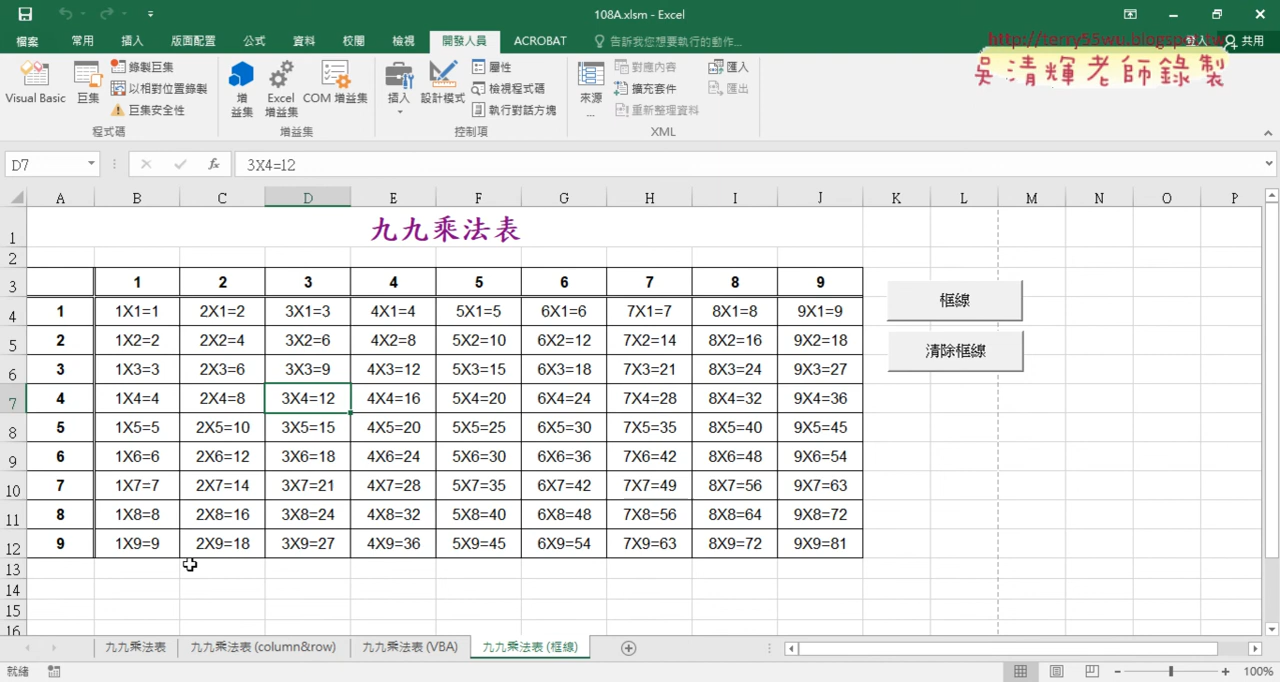 108A.xlsm - Excel
http://terry55wu.blogspot.tw
檔案 常用 插入 版面配置 公式 資料 校閱 檢視 開發人員 ACROBAT 告訴我您想要執行的動作... 共用
吳清輝老師錄製
Visual Basic 巨集 錄製巨集 以相對位置錄製 巨集安全性
增益集 Excel 增益集 COM 增益集
插入 設計模式 屬性 檢視程式碼 執行對話方塊
來源... 對應內容 擴充套件 重新整理資料 匯入 匯出
程式碼 增益集 控制項 XML
D7 fx 3X4=12
A B C D E F G H I J K L M N O P
1 九九乘法表
2
3 1 2 3 4 5 6 7 8 9
4 1 1X1=1 2X1=2 3X1=3 4X1=4 5X1=5 6X1=6 7X1=7 8X1=8 9X1=9
框線
5 2 1X2=2 2X2=4 3X2=6 4X2=8 5X2=10 6X2=12 7X2=14 8X2=16 9X2=18
清除框線
6 3 1X3=3 2X3=6 3X3=9 4X3=12 5X3=15 6X3=18 7X3=21 8X3=24 9X3=27
7 4 1X4=4 2X4=8 3X4=12 4X4=16 5X4=20 6X4=24 7X4=28 8X4=32 9X4=36
8 5 1X5=5 2X5=10 3X5=15 4X5=20 5X5=25 6X5=30 7X5=35 8X5=40 9X5=45
9 6 1X6=6 2X6=12 3X6=18 4X6=24 5X6=30 6X6=36 7X6=42 8X6=48 9X6=54
10 7 1X7=7 2X7=14 3X7=21 4X7=28 5X7=35 6X7=42 7X7=49 8X7=56 9X7=63
11 8 1X8=8 2X8=16 3X8=24 4X8=32 5X8=40 6X8=48 7X8=56 8X8=64 9X8=72
12 9 1X9=9 2X9=18 3X9=27 4X9=36 5X9=45 6X9=54 7X9=63 8X9=72 9X9=81
13
14
15
16
九九乘法表 九九乘法表 (column&row) 九九乘法表 (VBA) 九九乘法表 (框線)
就緒 100%